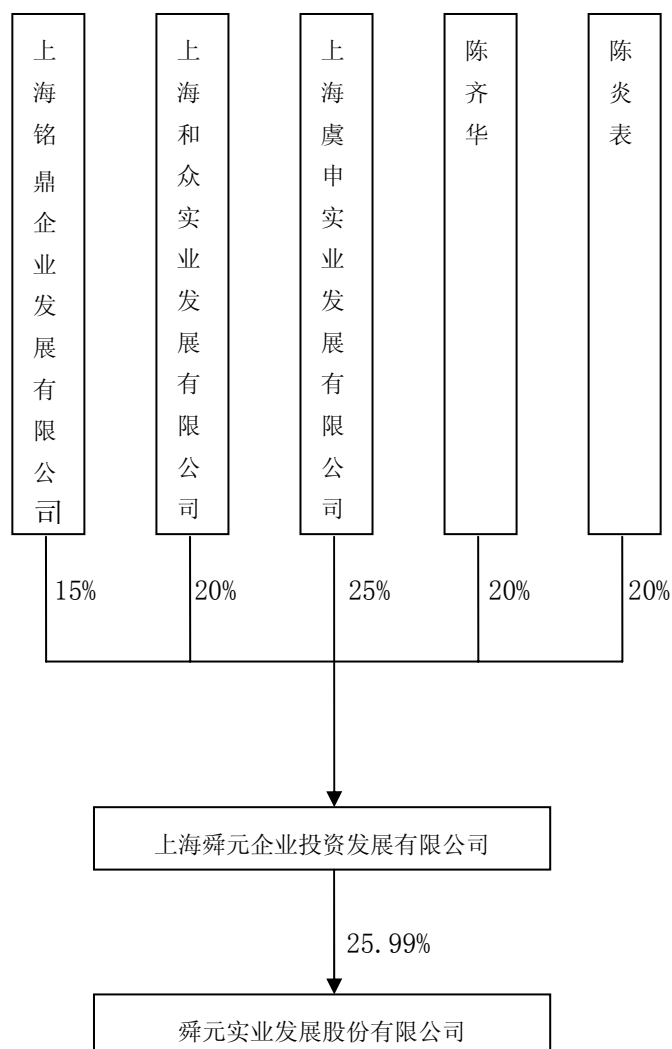 上海铭鼎企业发展有限公司
上海和众实业发展有限公司
上海虞申实业发展有限公司
陈齐华
陈炎表
15%
20%
25%
20%
20%
上海舜元企业投资发展有限公司
25.99%
舜元实业发展股份有限公司